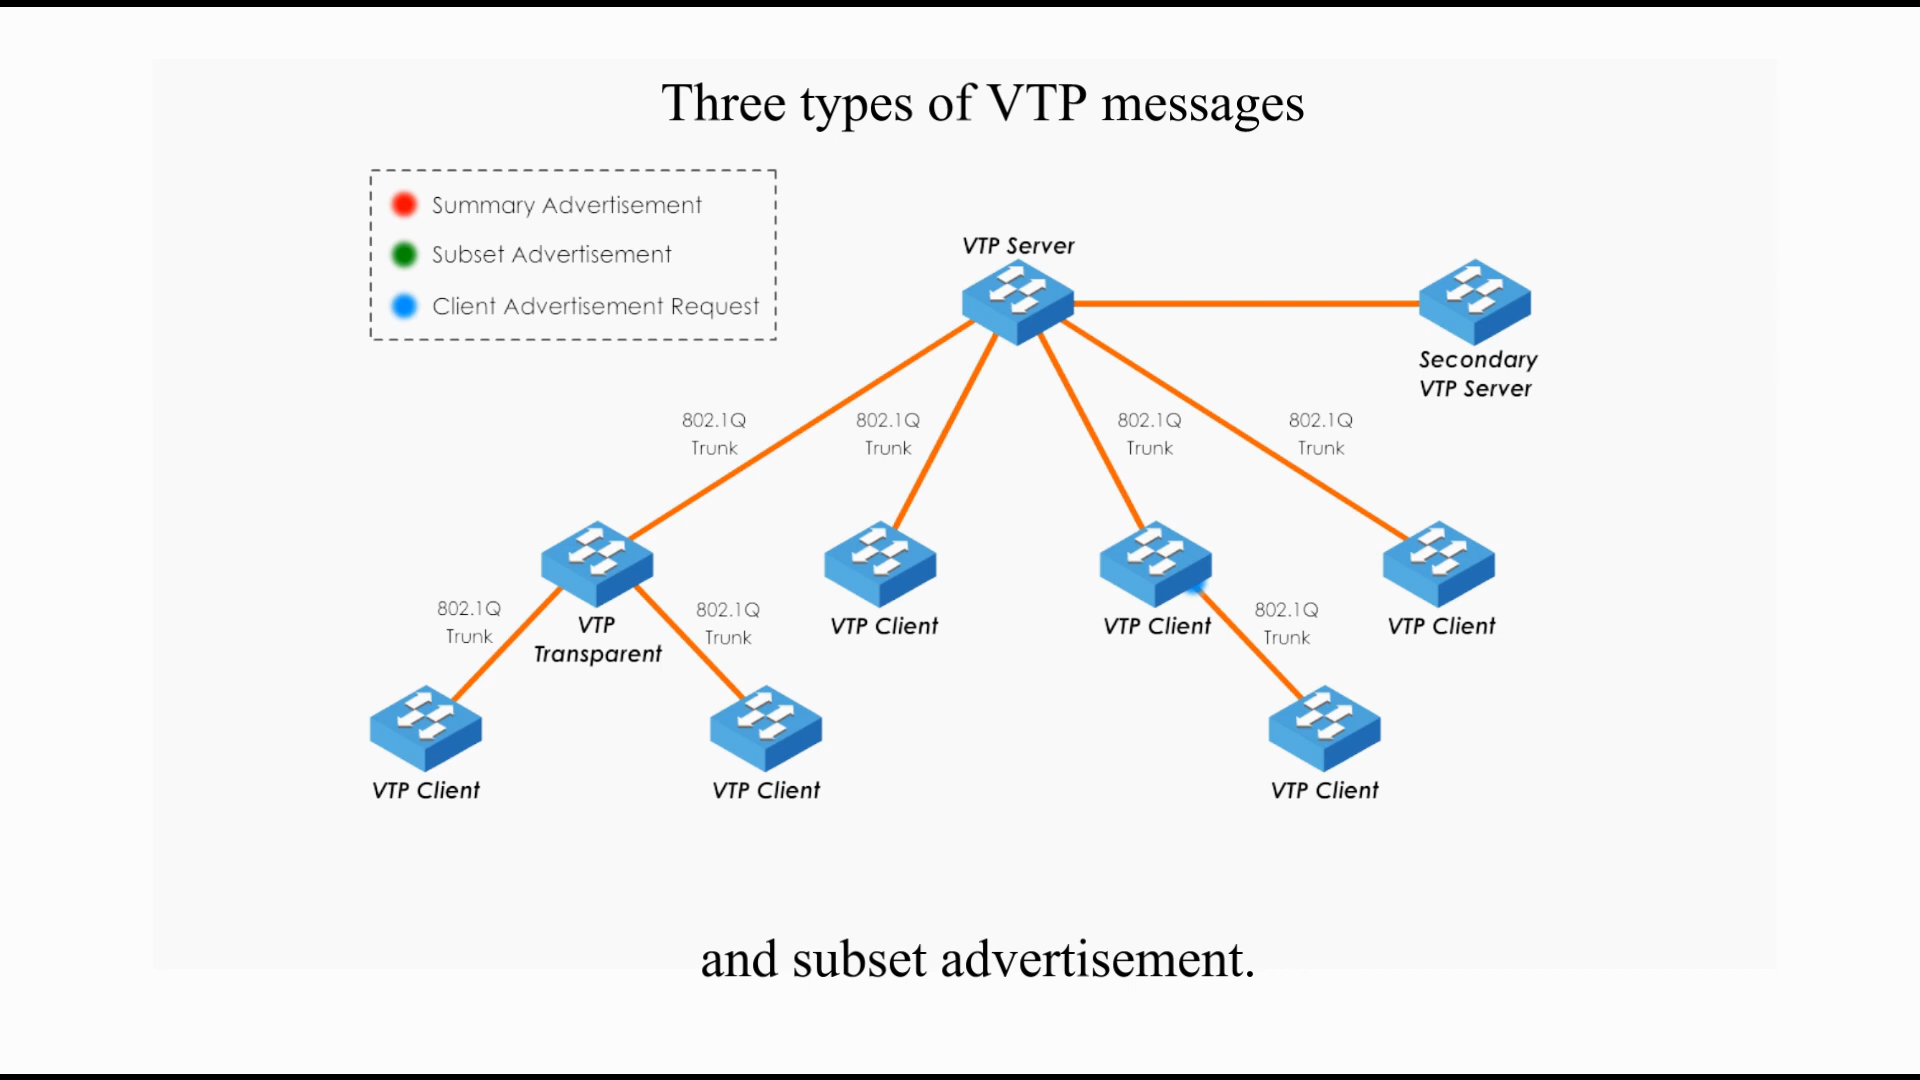 Three types of VTP messages
Summary Advertisement
Subset Advertisement
Client Advertisement Request
VTP Server
Secondary
VTP Server
802.1Q
Trunk
802.1Q
Trunk
802.1Q
Trunk
802.1Q
Trunk
802.1Q
Trunk
VTP
Transparent
802.1Q
Trunk
VTP Client
VTP Client
802.1Q
Trunk
VTP Client
VTP Client
VTP Client
VTP Client
and subset advertisement.